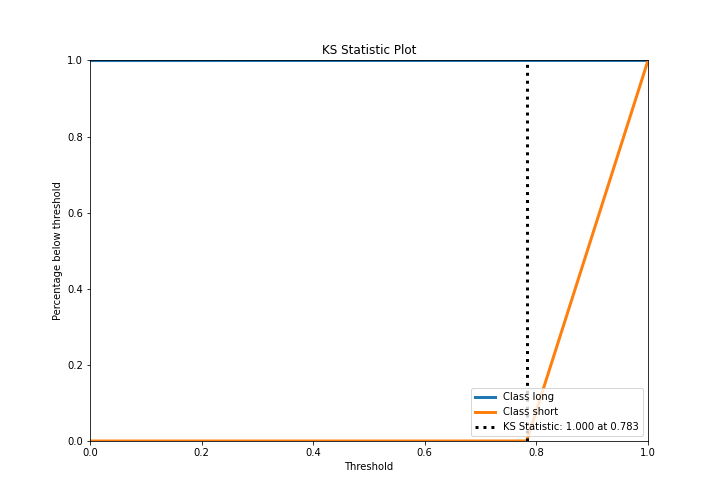 KS Statistic Plot
Percentage below threshold
1.0
0.8
0.6
0.4
0.2
0.0
0.0 0.2 0.4 0.6 0.8 1.0
Threshold
Class long
Class short
KS Statistic: 1.000 at 0.783